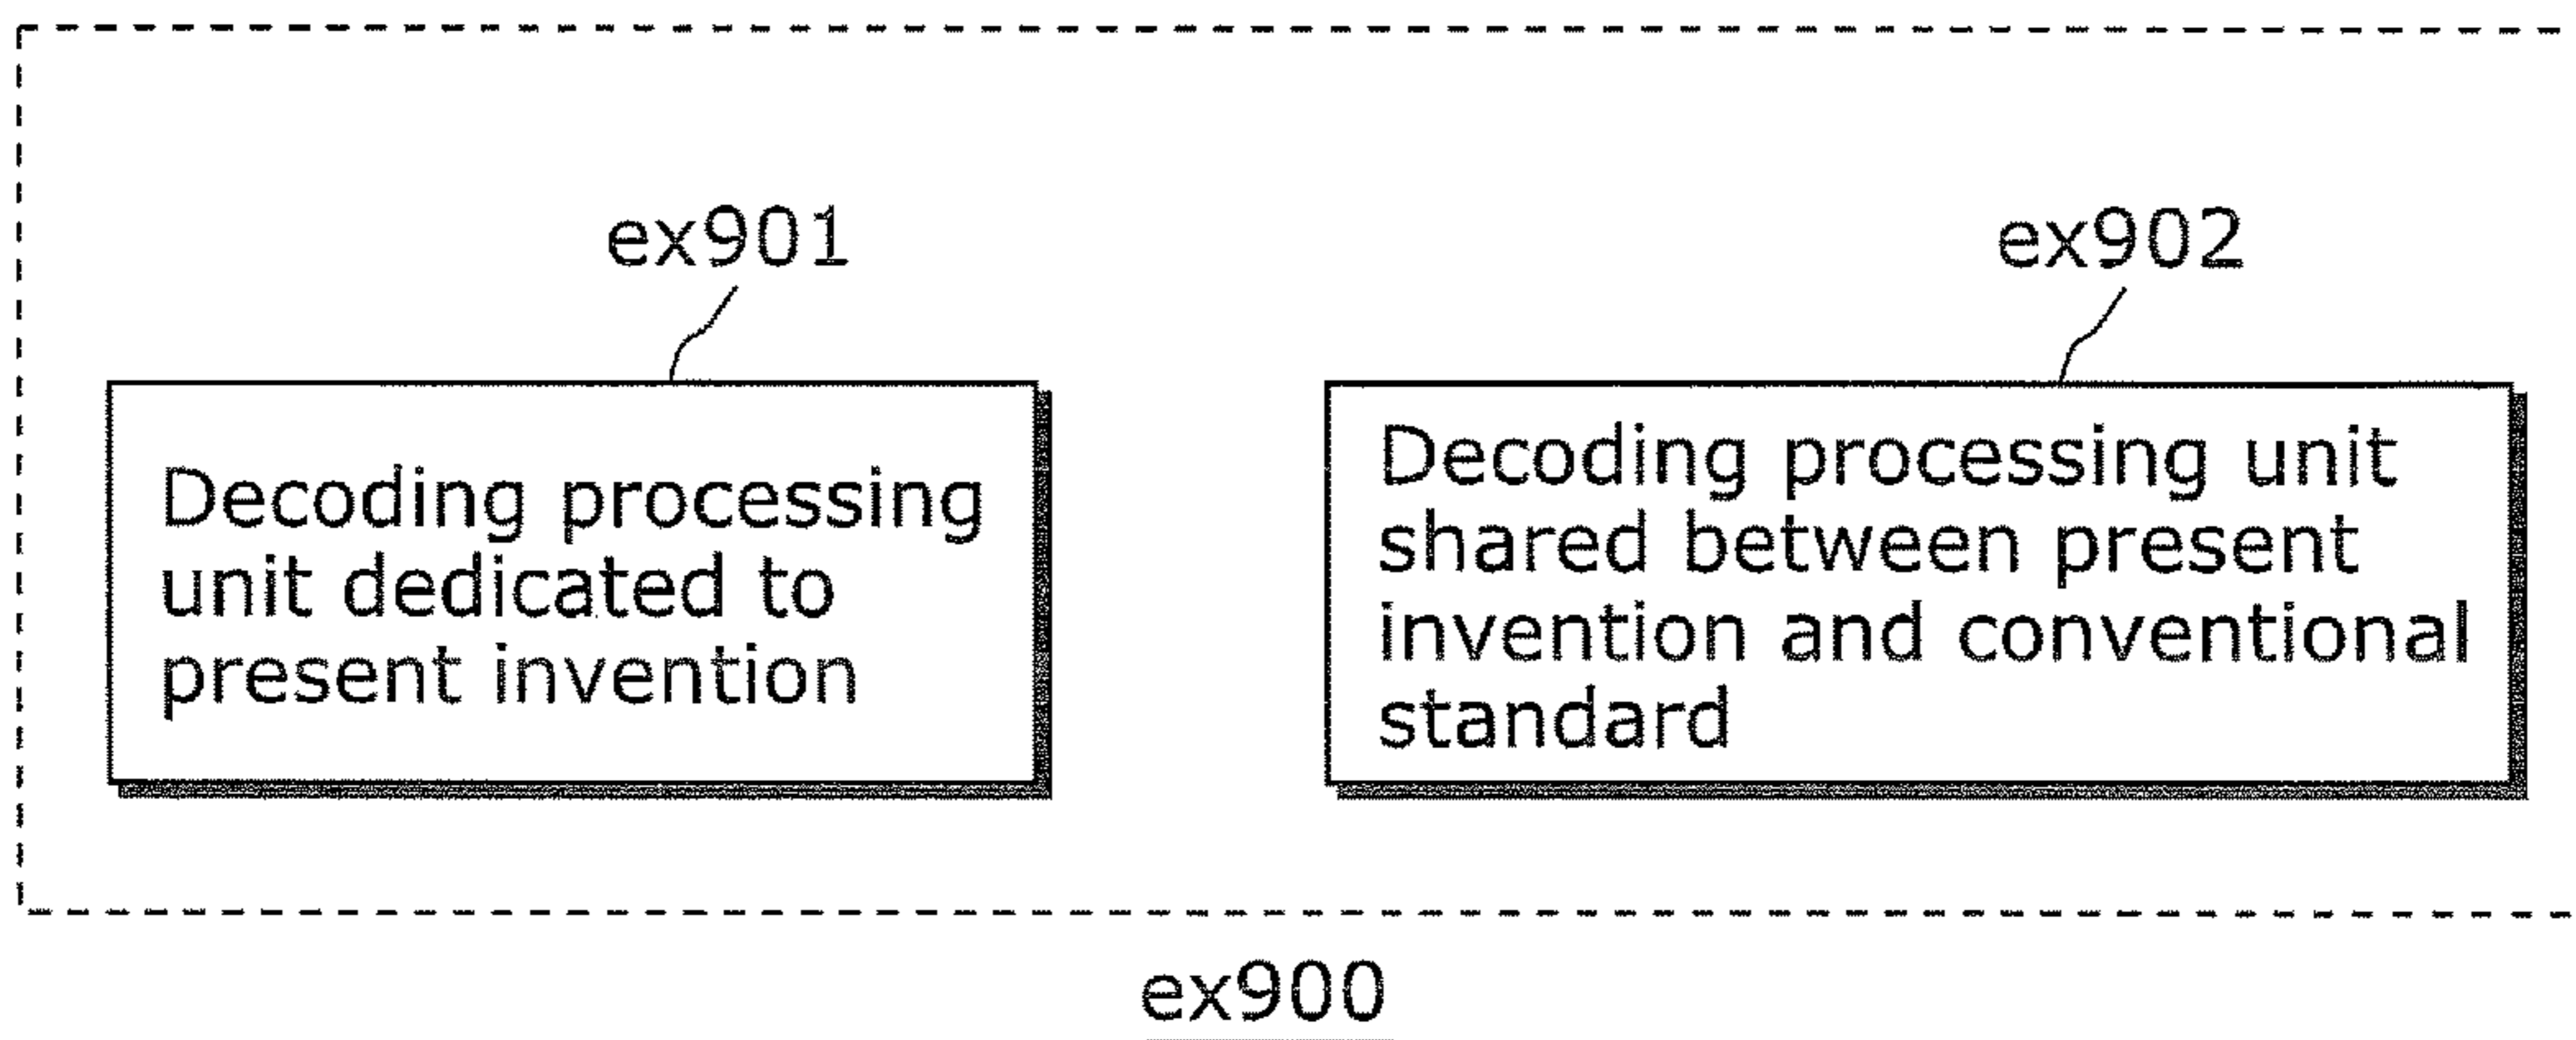 ex901
ex902
Decoding processing
unit dedicated to
present invention
Decoding processing unit
shared between present
invention and conventional
standard
ex900